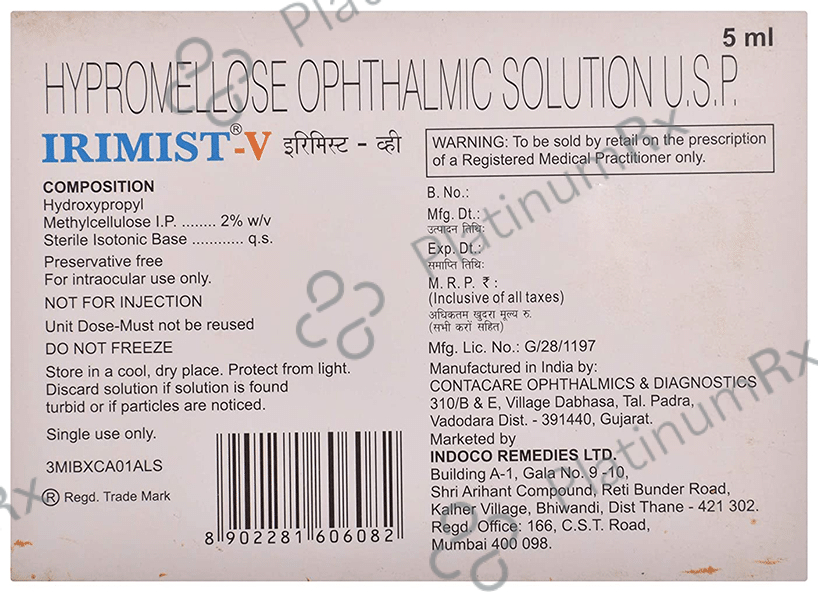 5 ml
HYPROMELLOSE OPHTHALMIC SOLUTION U.S.P.
IRIMIST®-V इरिमिस्ट - व्ही
COMPOSITION
Hydroxypropyl
Methylcellulose I.P. ........ 2% w/v
Sterile Isotonic Base ............ q.s.
Preservative free
For intraocular use only.
NOT FOR INJECTION
Unit Dose-Must not be reused
DO NOT FREEZE
Store in a cool, dry place. Protect from light.
Discard solution if solution is found
turbid or if particles are noticed.
Single use only.
3MIBXCA01ALS
® Regd. Trade Mark
8 902281 606082
WARNING: To be sold by retail on the prescription
of a Registered Medical Practitioner only.
B. No.:
Mfg. Dt.:
उत्पादन तिथि:
Exp. Dt.:
समाप्ति तिथि:
M. R. P. ₹ :
(Inclusive of all taxes)
अधिकतम खुदरा मूल्य रु.
(सभी करों सहित)
Mfg. Lic. No.: G/28/1197
Manufactured in India by:
CONTACARE OPHTHALMICS & DIAGNOSTICS
310/B & E, Village Dabhasa, Tal. Padra,
Vadodara Dist. - 391440, Gujarat.
Marketed by
INDOCO REMEDIES LTD.
Building A-1, Gala No. 9 -10,
Shri Arihant Compound, Reti Bunder Road,
Kalher Village, Bhiwandi, Dist Thane - 421 302.
Regd. Office: 166, C.S.T. Road,
Mumbai 400 098.
PlatinumRx
PlatinumRx
PlatinumRx
Rx